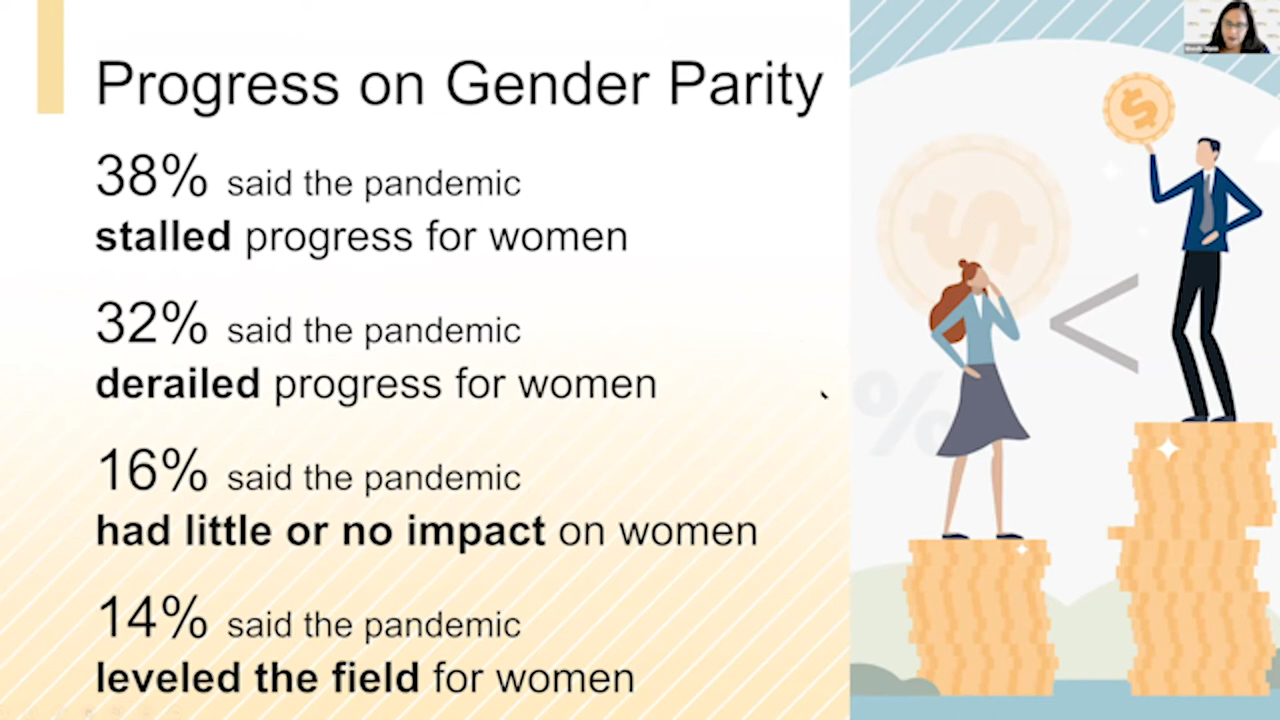 Progress on Gender Parity
38% said the pandemic
stalled progress for women
32% said the pandemic
derailed progress for women
16% said the pandemic
had little or no impact on women
14% said the pandemic
leveled the field for women
$
$
<
%